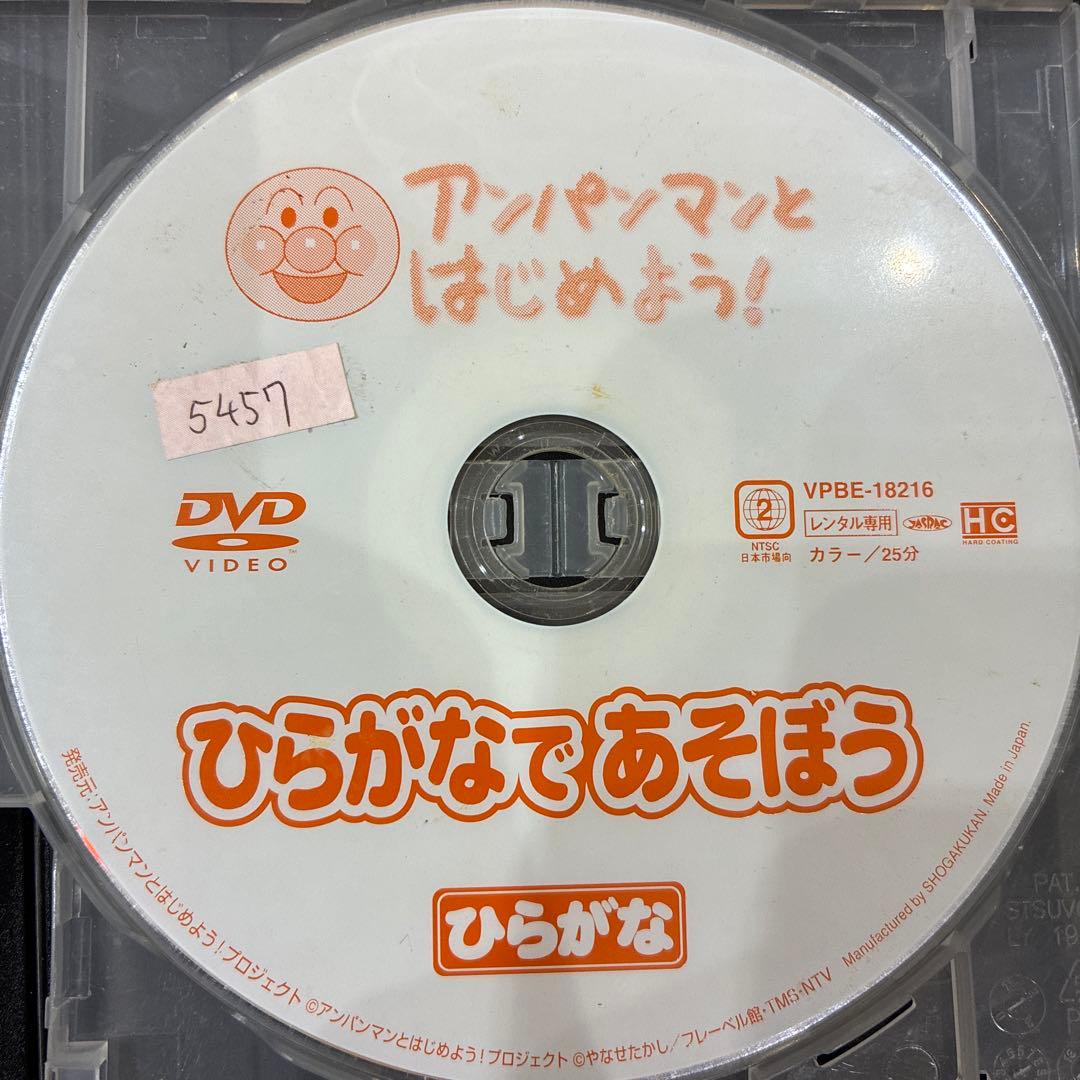 アンパンマンと
はじめよう!
5457
DVD
VIDEO
2
NTSC
日本市場向
VPBE-18216
レンタル専用
JASRAC
カラー/25分
HC
HARD COATING
ひらがなであそぼう
ひらがな
発売元:アンパンマンとはじめよう!プロジェクト ©アンパンマンとはじめよう!プロジェクト ©やなせたかし/フレーベル館・TMS・NTV
Manufactured by SHOGAKUKAN. Made in Japan.
PAT.